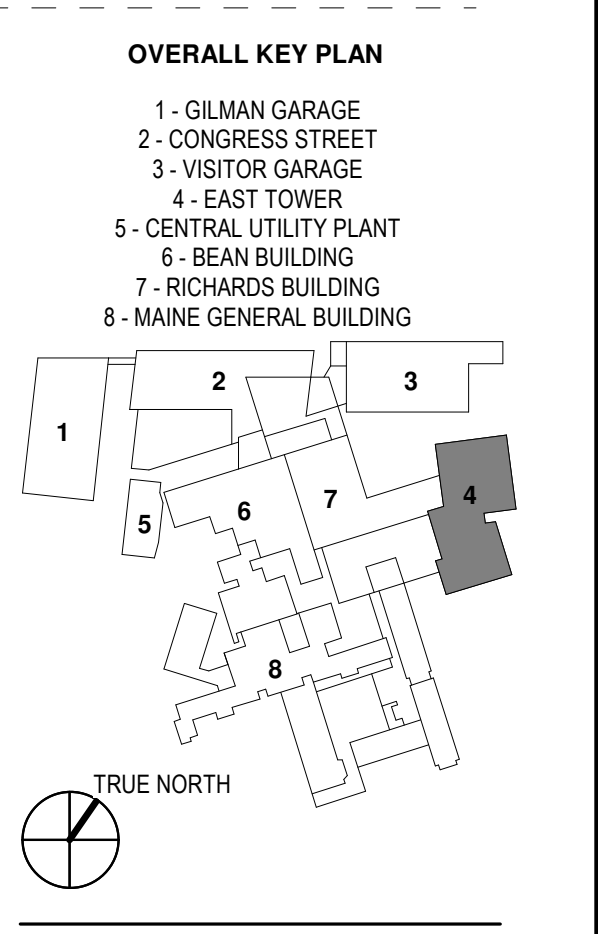 OVERALL KEY PLAN
1 - GILMAN GARAGE
2 - CONGRESS STREET
3 - VISITOR GARAGE
4 - EAST TOWER
5 - CENTRAL UTILITY PLANT
6 - BEAN BUILDING
7 - RICHARDS BUILDING
8 - MAINE GENERAL BUILDING
2
3
1
4
7
6
5
8
TRUE NORTH